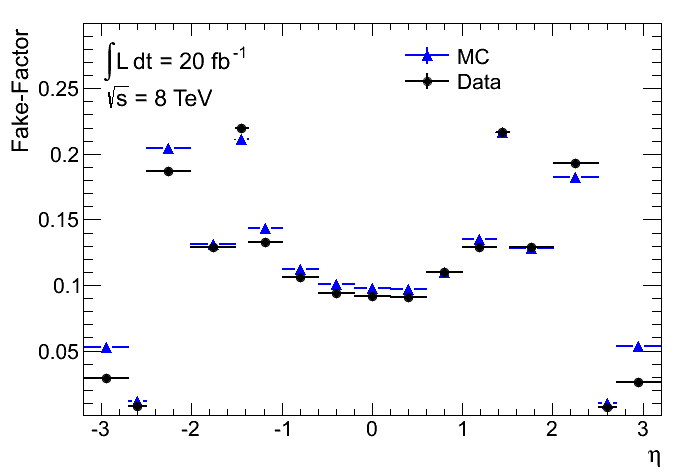 Fake-Factor
∫L dt = 20 fb⁻¹
√s = 8 TeV
MC
Data
0.25
0.2
0.15
0.1
0.05
-3 -2 -1 0 1 2 3
η